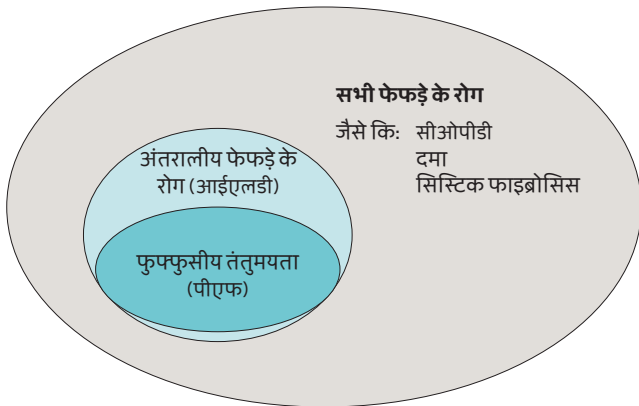 सभी फेफड़े के रोग
जैसे कि: सीओपीडी
दमा
सिस्टिक फाइब्रोसिस
अंतरालीय फेफड़े के
रोग (आईएलडी)
फुफ्फुसीय तंतुमयता
(पीएफ)